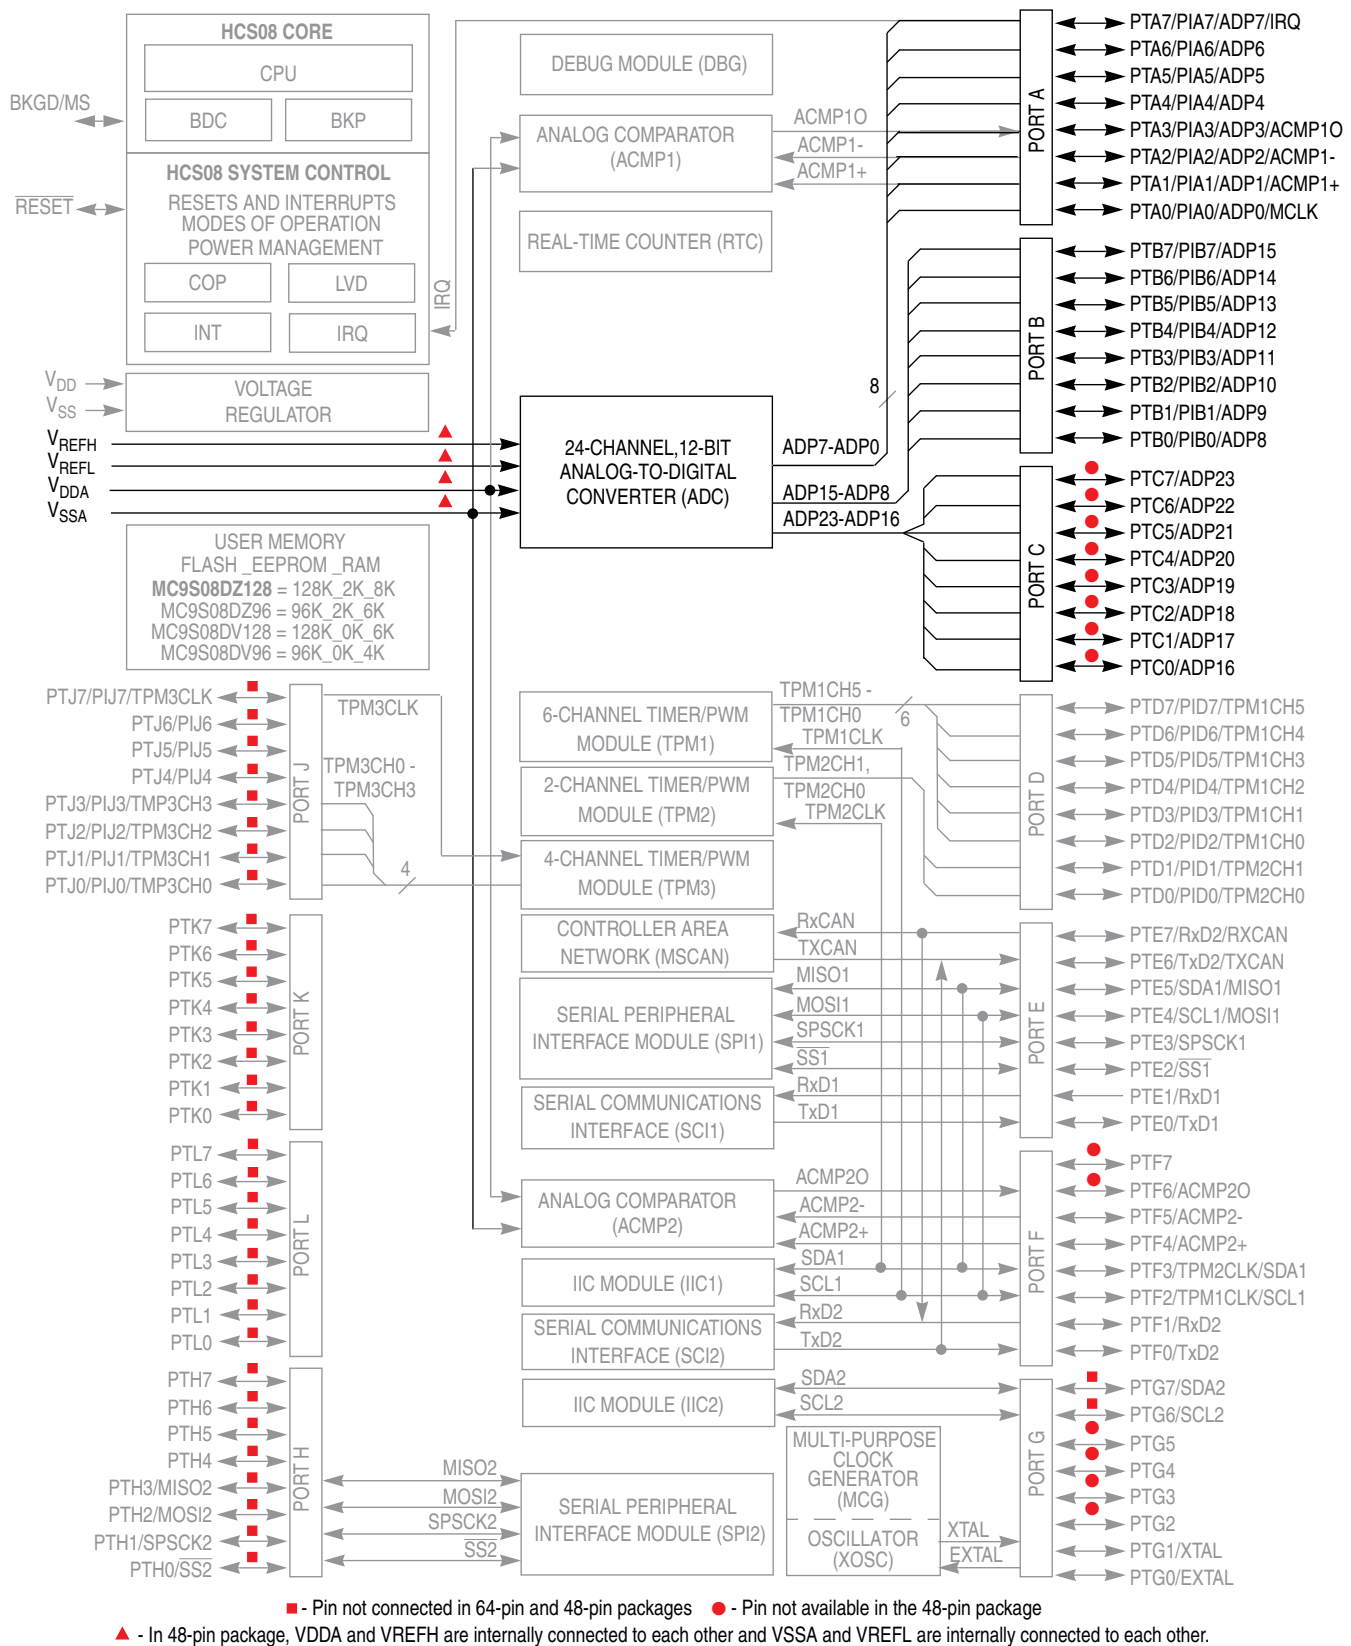 HCS08 CORE
CPU
BDC
BKP
BKGD/MS
HCS08 SYSTEM CONTROL
RESETS AND INTERRUPTS
MODES OF OPERATION
POWER MANAGEMENT
COP
LVD
INT
IRQ
RESET
IRQ
VDD
VSS
VOLTAGE
REGULATOR
VREFH
VREFL
VDDA
VSSA
USER MEMORY
FLASH _EEPROM _RAM
MC9S08DZ128 = 128K_2K_8K
MC9S08DZ96 = 96K_2K_6K
MC9S08DV128 = 128K_0K_6K
MC9S08DV96 = 96K_0K_4K
DEBUG MODULE (DBG)
ANALOG COMPARATOR
(ACMP1)
ACMP1O
ACMP1-
ACMP1+
REAL-TIME COUNTER (RTC)
24-CHANNEL,12-BIT
ANALOG-TO-DIGITAL
CONVERTER (ADC)
8
ADP7-ADP0
ADP15-ADP8
ADP23-ADP16
PORT A
PTA7/PIA7/ADP7/IRQ
PTA6/PIA6/ADP6
PTA5/PIA5/ADP5
PTA4/PIA4/ADP4
PTA3/PIA3/ADP3/ACMP1O
PTA2/PIA2/ADP2/ACMP1-
PTA1/PIA1/ADP1/ACMP1+
PTA0/PIA0/ADP0/MCLK
PORT B
PTB7/PIB7/ADP15
PTB6/PIB6/ADP14
PTB5/PIB5/ADP13
PTB4/PIB4/ADP12
PTB3/PIB3/ADP11
PTB2/PIB2/ADP10
PTB1/PIB1/ADP9
PTB0/PIB0/ADP8
PORT C
PTC7/ADP23
PTC6/ADP22
PTC5/ADP21
PTC4/ADP20
PTC3/ADP19
PTC2/ADP18
PTC1/ADP17
PTC0/ADP16
PTJ7/PIJ7/TPM3CLK
PTJ6/PIJ6
PTJ5/PIJ5
PTJ4/PIJ4
PTJ3/PIJ3/TMP3CH3
PTJ2/PIJ2/TPM3CH2
PTJ1/PIJ1/TPM3CH1
PTJ0/PIJ0/TMP3CH0
PORT J
TPM3CLK
TPM3CH0 -
TPM3CH3
4
6-CHANNEL TIMER/PWM
MODULE (TPM1)
TPM1CH5 -
TPM1CH0
6
TPM1CLK
2-CHANNEL TIMER/PWM
MODULE (TPM2)
TPM2CH1,
TPM2CH0
TPM2CLK
4-CHANNEL TIMER/PWM
MODULE (TPM3)
PORT D
PTD7/PID7/TPM1CH5
PTD6/PID6/TPM1CH4
PTD5/PID5/TPM1CH3
PTD4/PID4/TPM1CH2
PTD3/PID3/TPM1CH1
PTD2/PID2/TPM1CH0
PTD1/PID1/TPM2CH1
PTD0/PID0/TPM2CH0
PTK7
PTK6
PTK5
PTK4
PTK3
PTK2
PTK1
PTK0
PORT K
CONTROLLER AREA
NETWORK (MSCAN)
RxCAN
TXCAN
SERIAL PERIPHERAL
INTERFACE MODULE (SPI1)
MISO1
MOSI1
SPSCK1
SS1
SERIAL COMMUNICATIONS
INTERFACE (SCI1)
RxD1
TxD1
PORT E
PTE7/RxD2/RXCAN
PTE6/TxD2/TXCAN
PTE5/SDA1/MISO1
PTE4/SCL1/MOSI1
PTE3/SPSCK1
PTE2/SS1
PTE1/RxD1
PTE0/TxD1
PTL7
PTL6
PTL5
PTL4
PTL3
PTL2
PTL1
PTL0
PORT L
ANALOG COMPARATOR
(ACMP2)
ACMP2O
ACMP2-
ACMP2+
IIC MODULE (IIC1)
SDA1
SCL1
SERIAL COMMUNICATIONS
INTERFACE (SCI2)
RxD2
TxD2
PORT F
PTF7
PTF6/ACMP2O
PTF5/ACMP2-
PTF4/ACMP2+
PTF3/TPM2CLK/SDA1
PTF2/TPM1CLK/SCL1
PTF1/RxD2
PTF0/TxD2
PTH7
PTH6
PTH5
PTH4
PTH3/MISO2
PTH2/MOSI2
PTH1/SPSCK2
PTH0/SS2
PORT H
MISO2
MOSI2
SPSCK2
SS2
IIC MODULE (IIC2)
SDA2
SCL2
SERIAL PERIPHERAL
INTERFACE MODULE (SPI2)
MULTI-PURPOSE
CLOCK
GENERATOR
(MCG)
OSCILLATOR
(XOSC)
XTAL
EXTAL
PORT G
PTG7/SDA2
PTG6/SCL2
PTG5
PTG4
PTG3
PTG2
PTG1/XTAL
PTG0/EXTAL
- Pin not connected in 64-pin and 48-pin packages - Pin not available in the 48-pin package
- In 48-pin package, VDDA and VREFH are internally connected to each other and VSSA and VREFL are internally connected to each other.